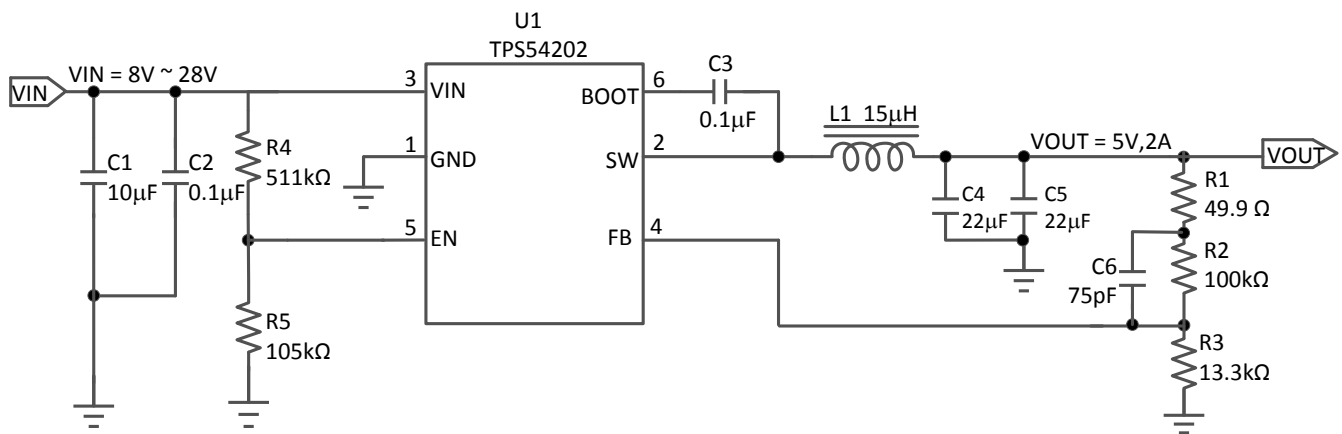 U1
TPS54202
VIN
VIN = 8V ~ 28V
3
VIN
BOOT
6
C3
0.1µF
1
GND
SW
2
L1 15µH
VOUT = 5V,2A
VOUT
C1
10µF
C2
0.1µF
R4
511kΩ
C4
22µF
C5
22µF
R1
49.9 Ω
5
EN
FB
4
C6
75pF
R2
100kΩ
R5
105kΩ
R3
13.3kΩ